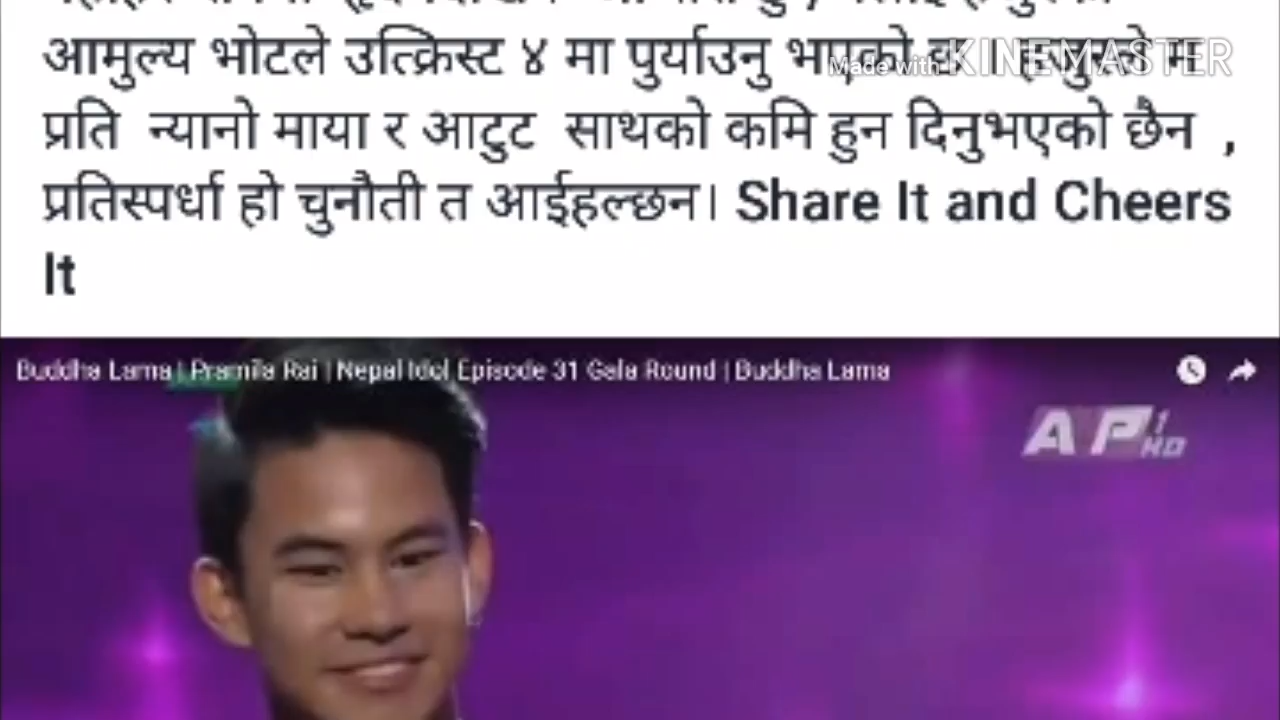 आमुल्य भोटले उत्क्रिस्ट ४ मा पुर्याउनु भएको
Made with KINEMASTER
प्रति न्यानो माया र आटुट साथको कमि हुन दिनुभएको छैन ,
प्रतिस्पर्धा हो चुनौती त आईहल्छन। Share It and Cheers
It
Buddha Lama | Pramila Rai | Nepal Idol Episode 31 Gala Round | Buddha Lama
AP1
HD